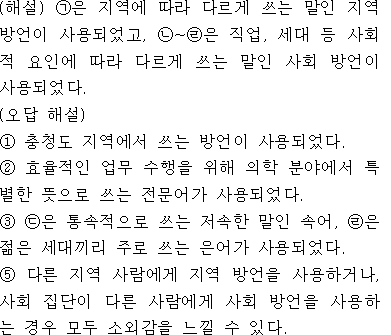 (해설) ㉠은 지역에 따라 다르게 쓰는 말인 지역
방언이 사용되었고, ㉡~㉣은 직업, 세대 등 사회
적 요인에 따라 다르게 쓰는 말인 사회 방언이
사용되었다.
(오답 해설)
① 충청도 지역에서 쓰는 방언이 사용되었다.
② 효율적인 업무 수행을 위해 의학 분야에서 특
별한 뜻으로 쓰는 전문어가 사용되었다.
③ ㉢은 통속적으로 쓰는 저속한 말인 속어, ㉣은
젊은 세대끼리 주로 쓰는 은어가 사용되었다.
⑤ 다른 지역 사람에게 지역 방언을 사용하거나,
사회 집단이 다른 사람에게 사회 방언을 사용하
는 경우 모두 소외감을 느낄 수 있다.